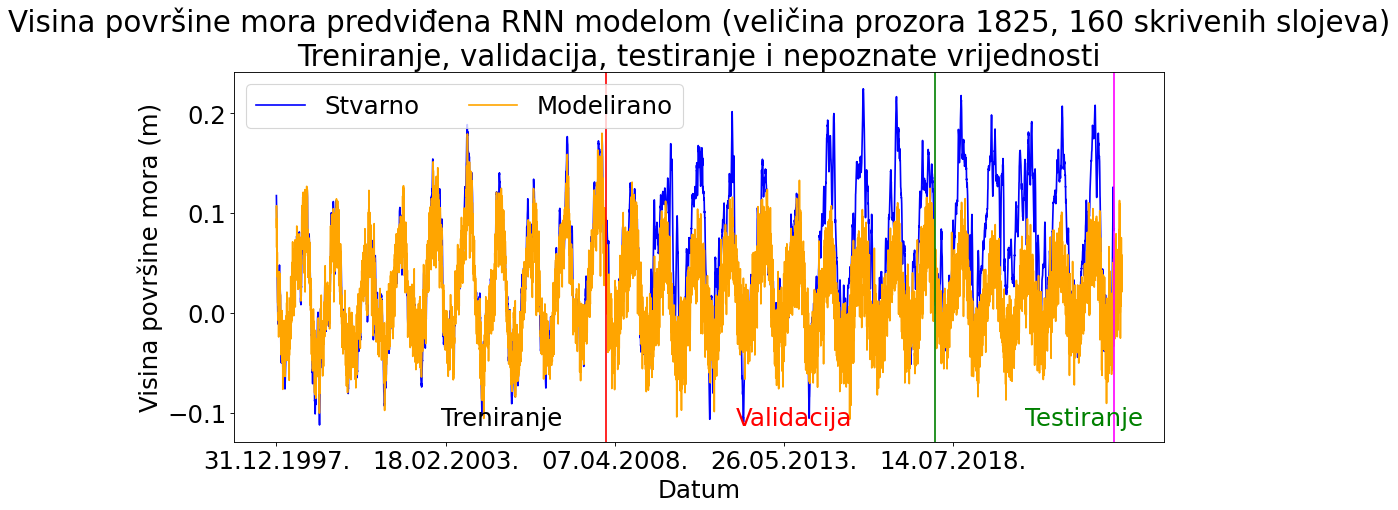 Visina površine mora predviđena RNN modelom (veličina prozora 1825, 160 skrivenih slojeva)
Treniranje, validacija, testiranje i nepoznate vrijednosti
Stvarno Modelirano
Visina površine mora (m)
0.2
0.1
0.0
−0.1
Treniranje Validacija Testiranje
31.12.1997. 18.02.2003. 07.04.2008. 26.05.2013. 14.07.2018.
Datum